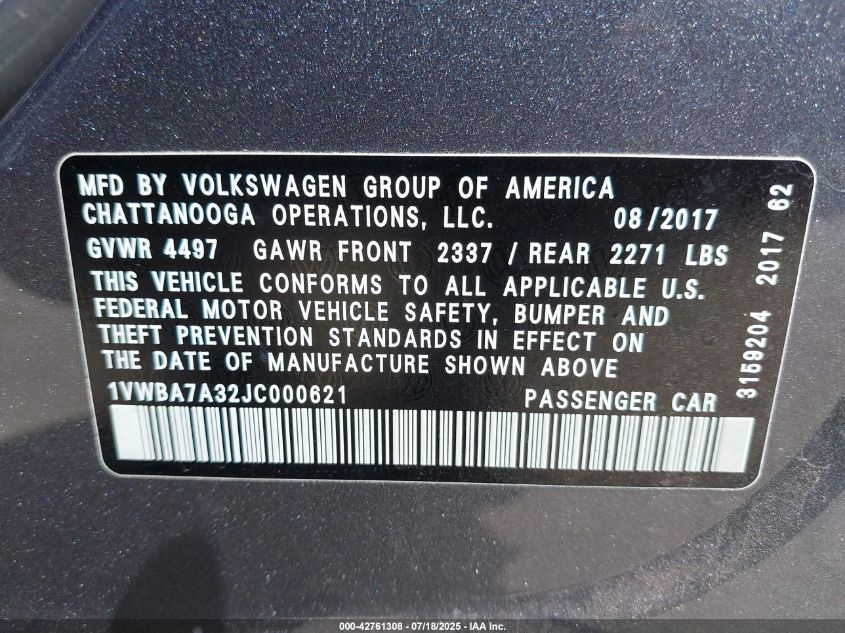 MFD BY VOLKSWAGEN GROUP OF AMERICA
CHATTANOOGA OPERATIONS, LLC. 08/2017
GVWR 4497 GAWR FRONT 2337 / REAR 2271 LBS
THIS VEHICLE CONFORMS TO ALL APPLICABLE U.S.
FEDERAL MOTOR VEHICLE SAFETY, BUMPER AND
THEFT PREVENTION STANDARDS IN EFFECT ON
THE DATE OF MANUFACTURE SHOWN ABOVE
1VWBA7A32JC000621 PASSENGER CAR
3159204 2017 62
000-42761308 - 07/18/2025 - IAA Inc.